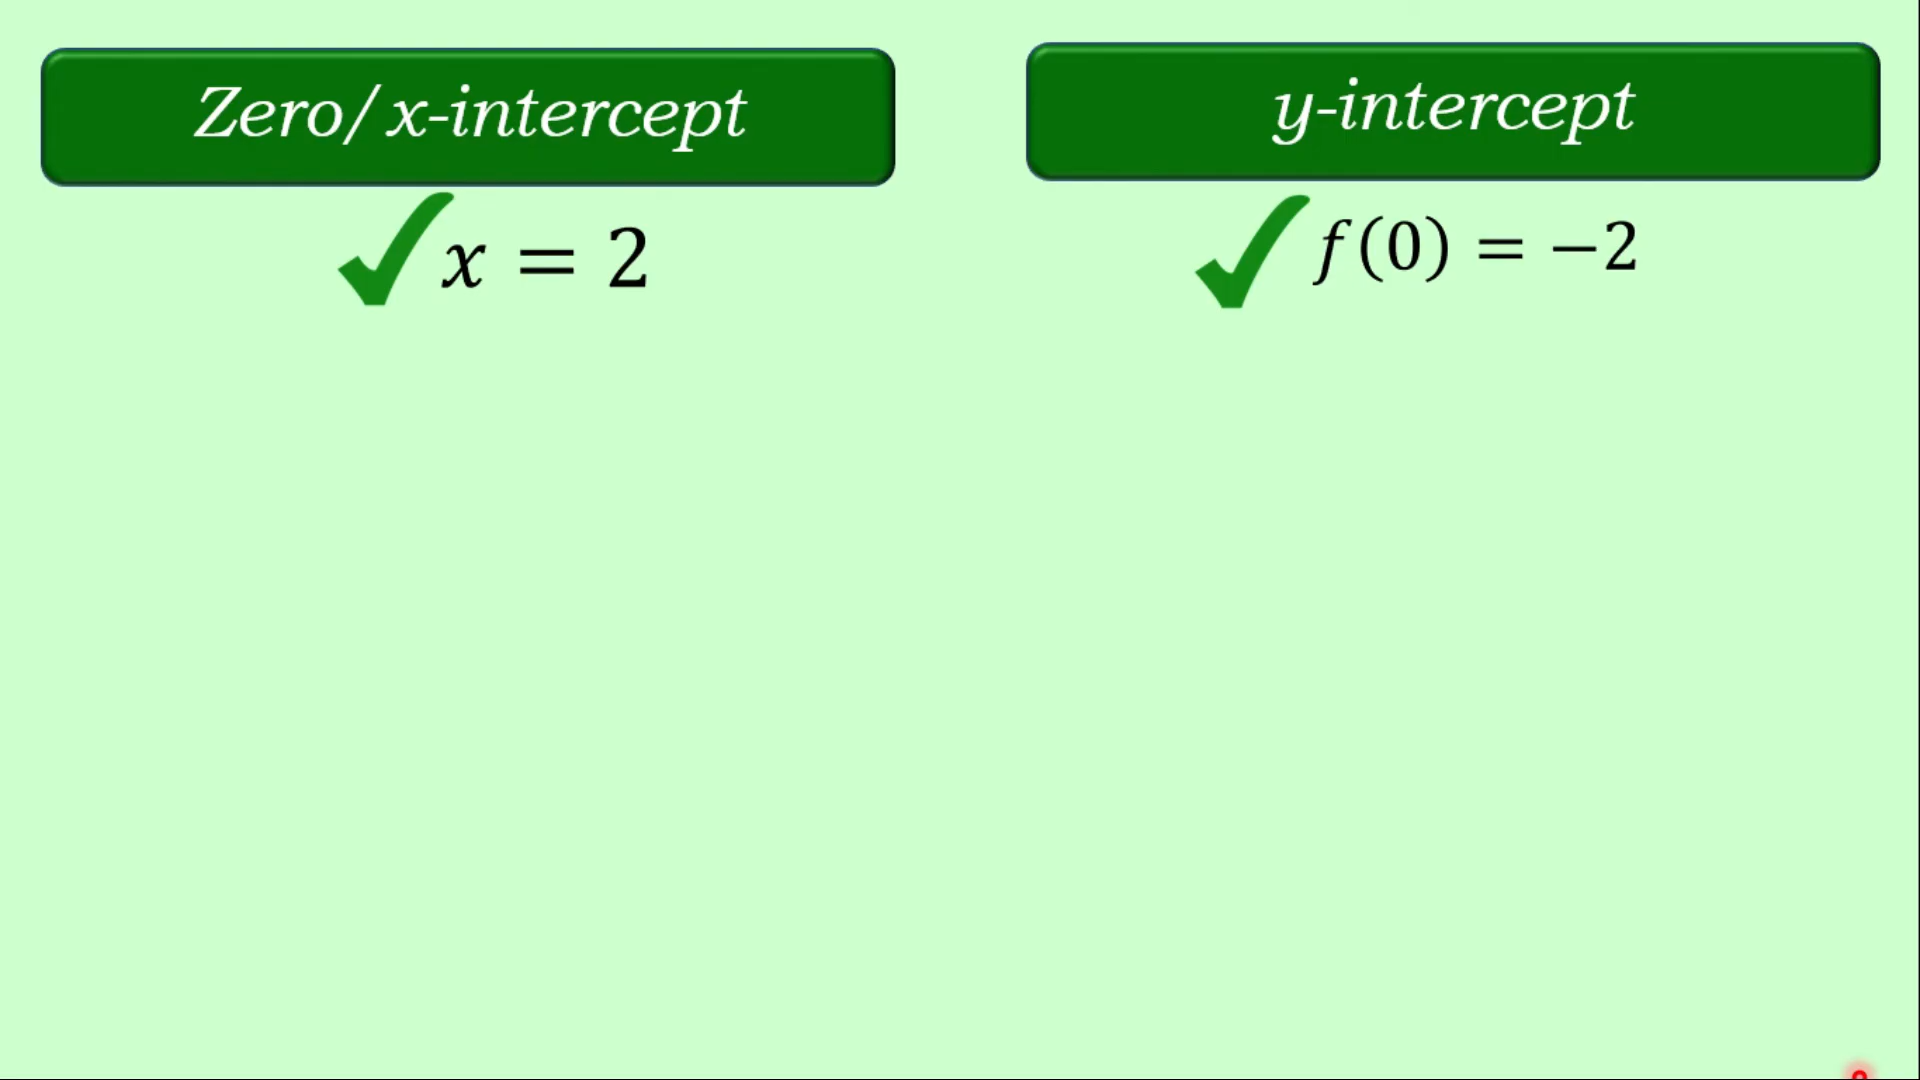 Zero/x-intercept
y-intercept
x = 2
f(0) = −2